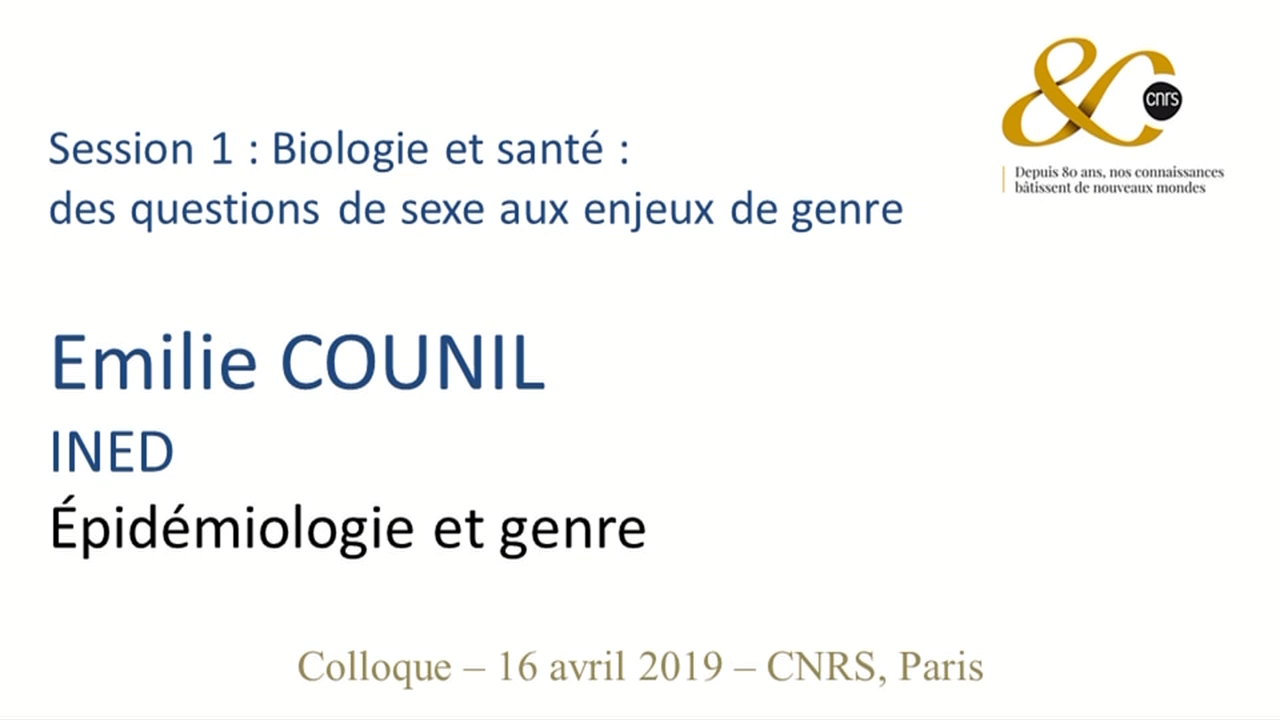 80
cnrs
Depuis 80 ans, nos connaissances
bâtissent de nouveaux mondes
Session 1 : Biologie et santé :
des questions de sexe aux enjeux de genre
Emilie COUNIL
INED
Épidémiologie et genre
Colloque – 16 avril 2019 – CNRS, Paris